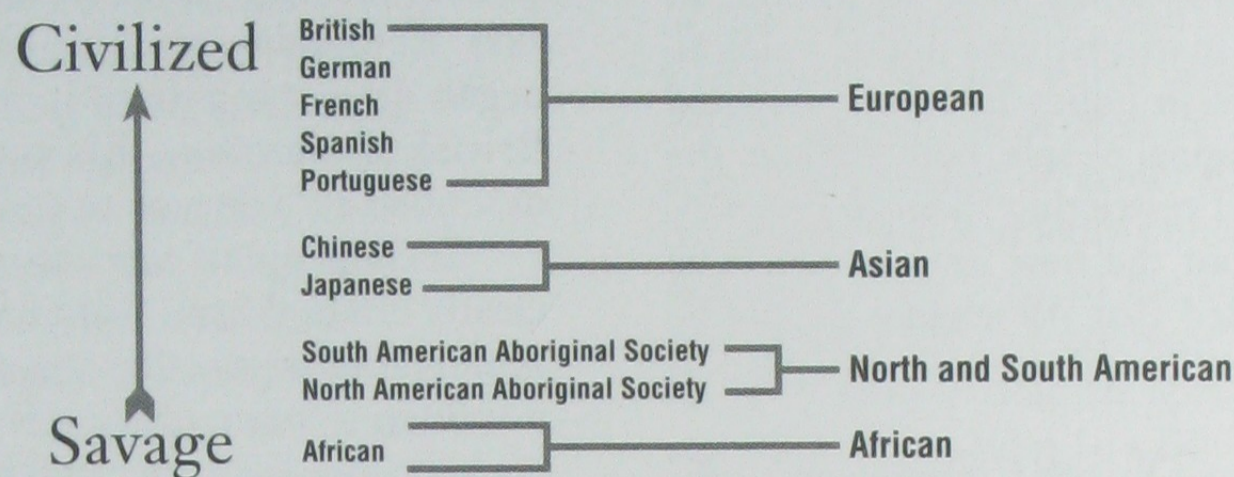 Civilized
British
German
French
Spanish
Portuguese
European
Chinese
Japanese
Asian
South American Aboriginal Society
North American Aboriginal Society
North and South American
Savage
African
African